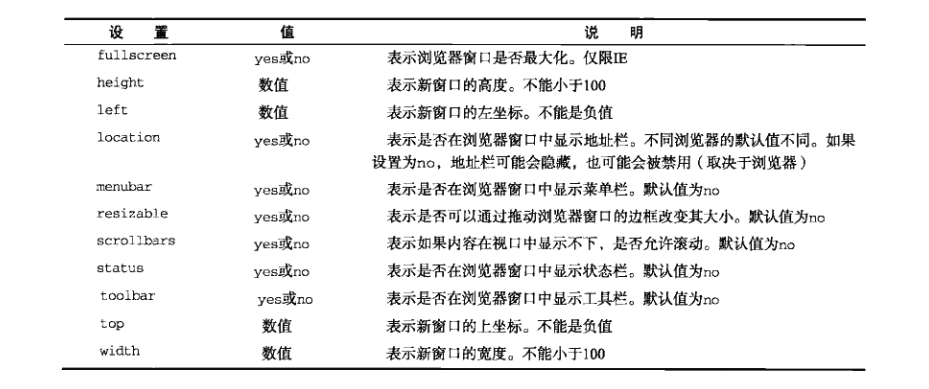 设 置 值 说 明
fullscreen yes或no 表示浏览器窗口是否最大化。仅限IE
height 数值 表示新窗口的高度。不能小于100
left 数值 表示新窗口的左坐标。不能是负值
location yes或no 表示是否在浏览器窗口中显示地址栏。不同浏览器的默认值不同。如果
设置为no，地址栏可能会隐藏，也可能会被禁用（取决于浏览器）
menubar yes或no 表示是否在浏览器窗口中显示菜单栏。默认值为no
resizable yes或no 表示是否可以通过拖动浏览器窗口的边框改变其大小。默认值为no
scrollbars yes或no 表示如果内容在视口中显示不下，是否允许滚动。默认值为no
status yes或no 表示是否在浏览器窗口中显示状态栏。默认值为no
toolbar yes或no 表示是否在浏览器窗口中显示工具栏。默认值为no
top 数值 表示新窗口的上坐标。不能是负值
width 数值 表示新窗口的宽度。不能小于100